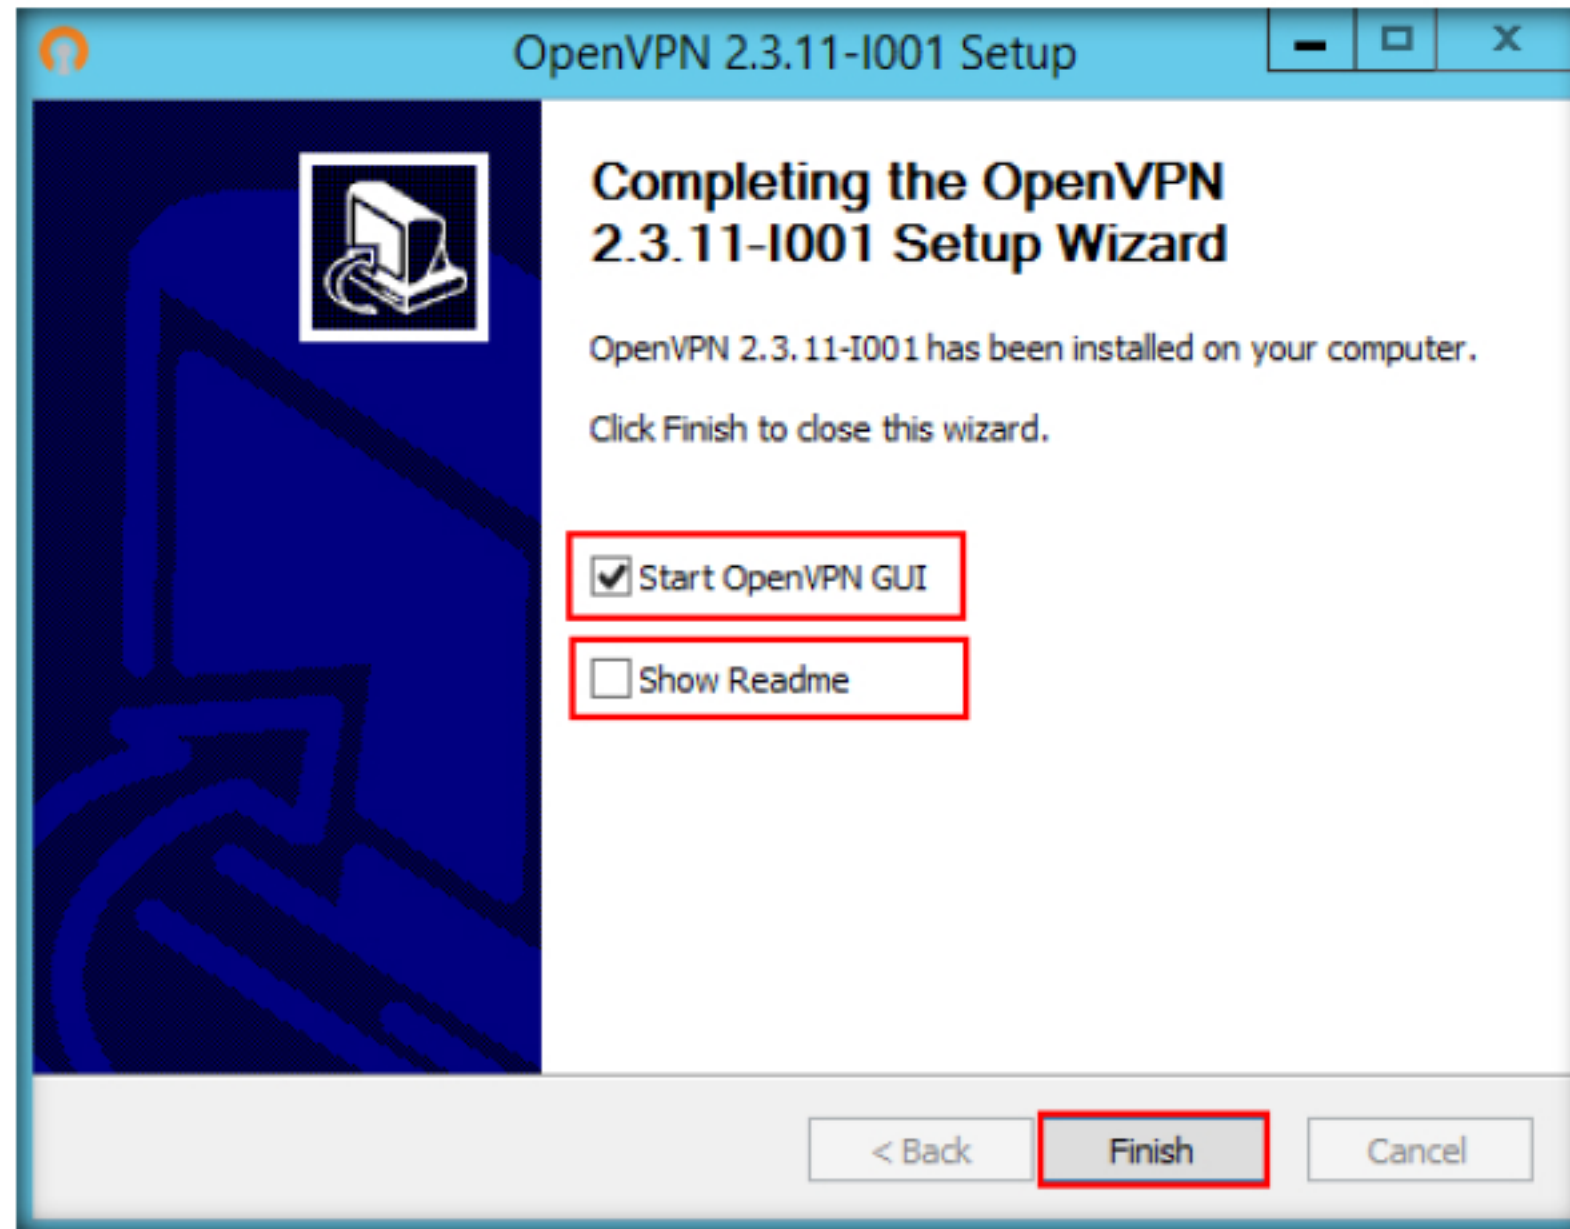 OpenVPN 2.3.11-I001 Setup
Completing the OpenVPN
2.3.11-I001 Setup Wizard
OpenVPN 2.3.11-I001 has been installed on your computer.
Click Finish to close this wizard.
Start OpenVPN GUI
Show Readme
< Back
Finish
Cancel